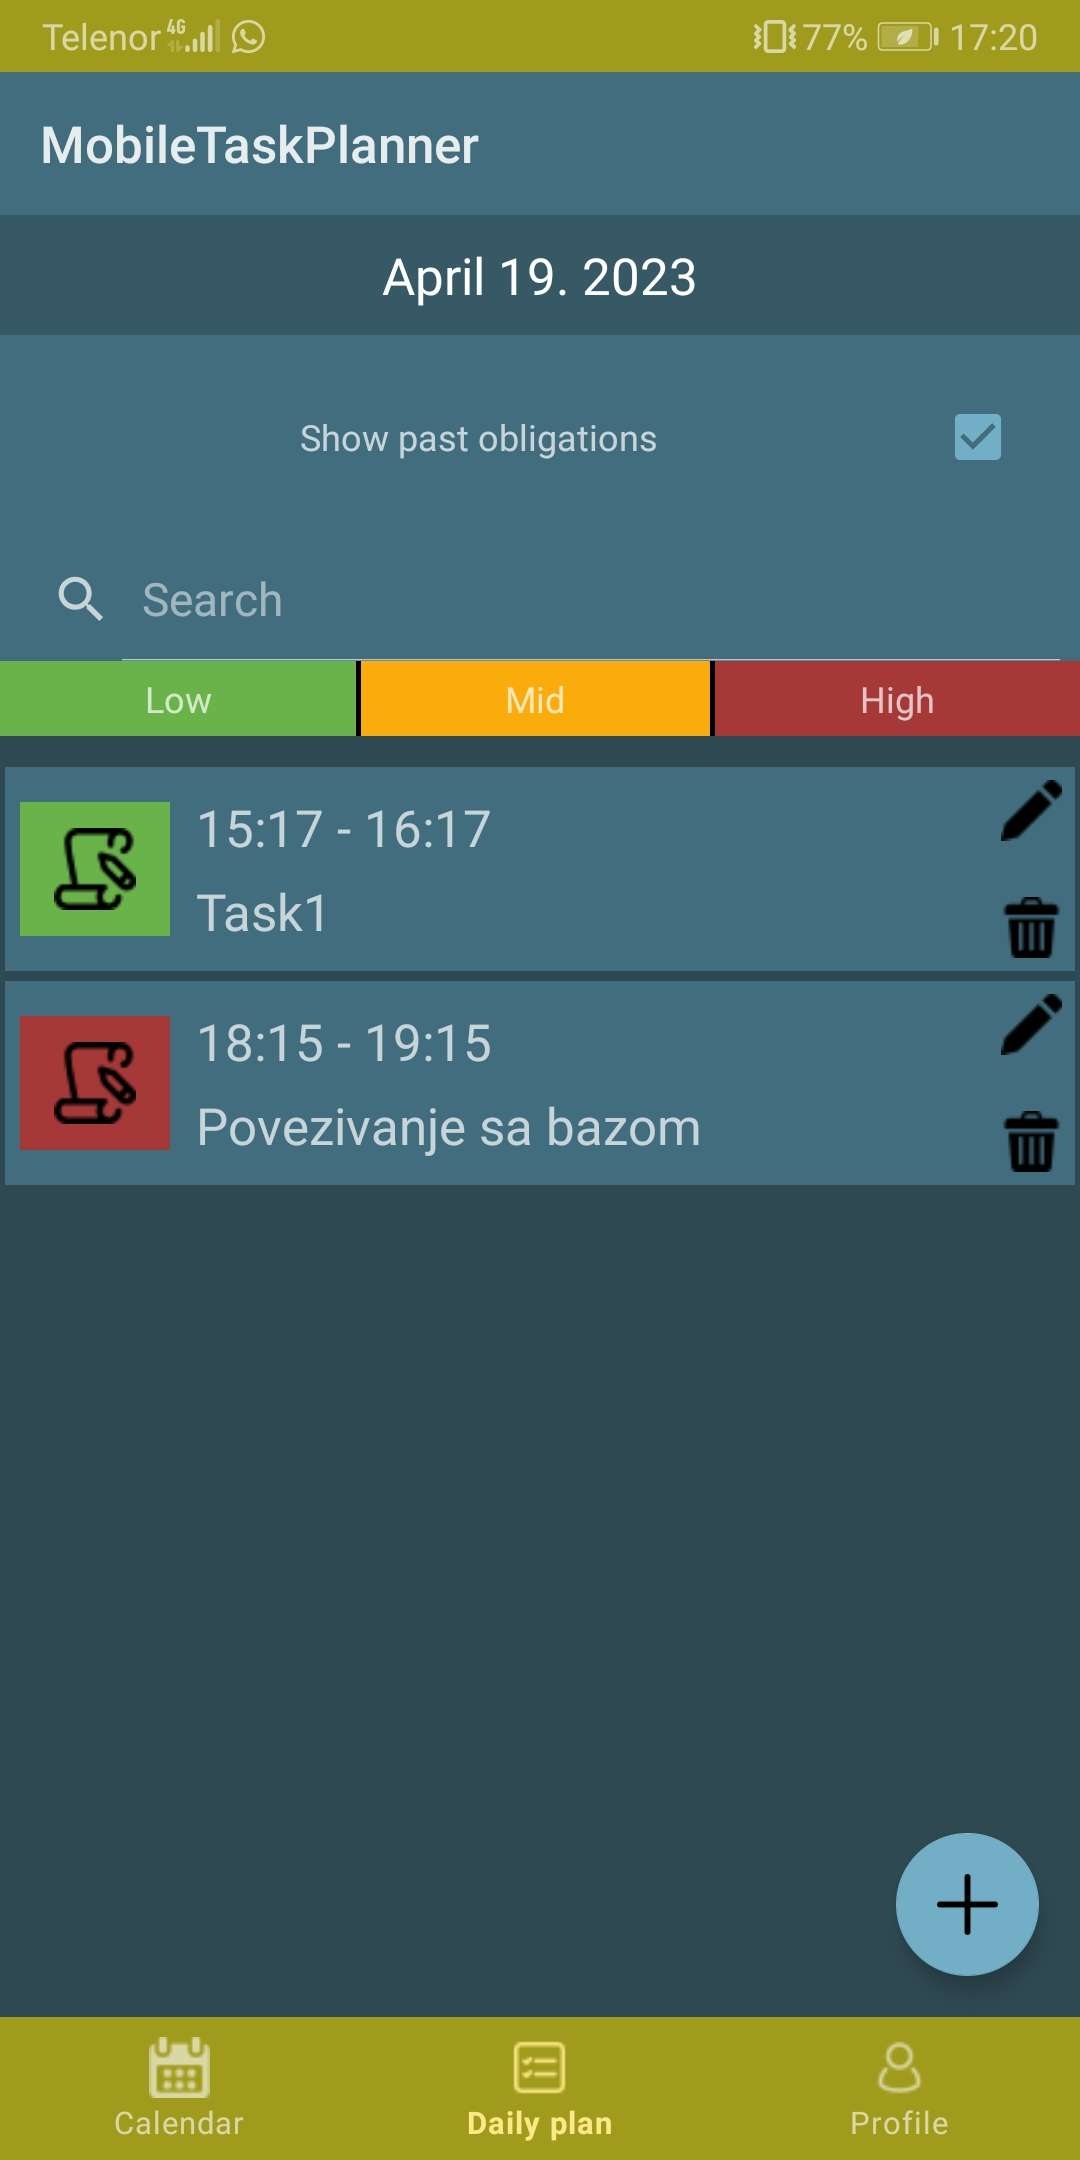 Telenor 4G 77% 17:20
MobileTaskPlanner
April 19. 2023
Show past obligations
Search
Low Mid High
15:17 - 16:17
Task1
18:15 - 19:15
Povezivanje sa bazom
Calendar Daily plan Profile